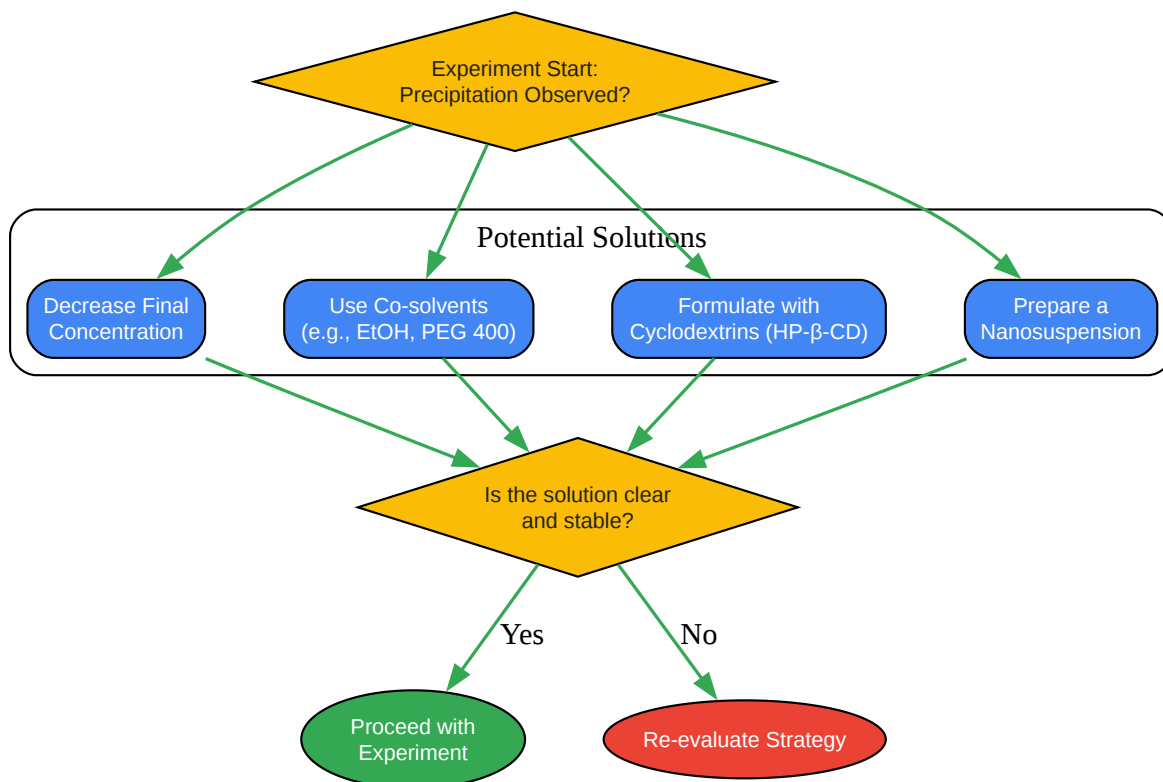 Experiment Start:
Precipitation Observed?
Potential Solutions
Decrease Final
Concentration
Use Co-solvents
(e.g., EtOH, PEG 400)
Formulate with
Cyclodextrins (HP-β-CD)
Prepare a
Nanosuspension
Is the solution clear
and stable?
Yes
No
Proceed with
Experiment
Re-evaluate Strategy